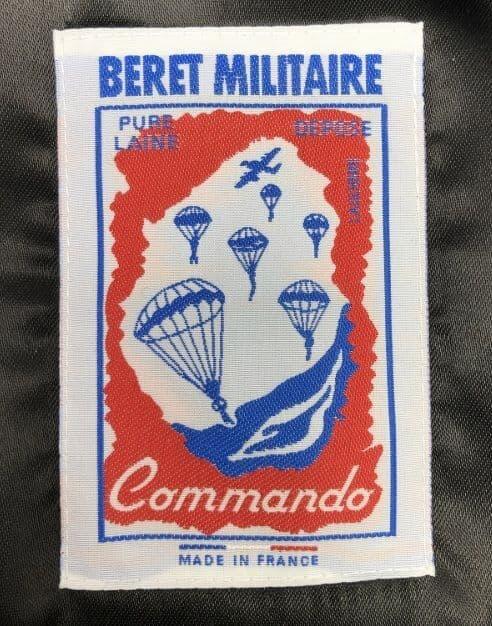 BERET MILITAIRE
PURE
LAINE
DEPOSE
Commando
MADE IN FRANCE